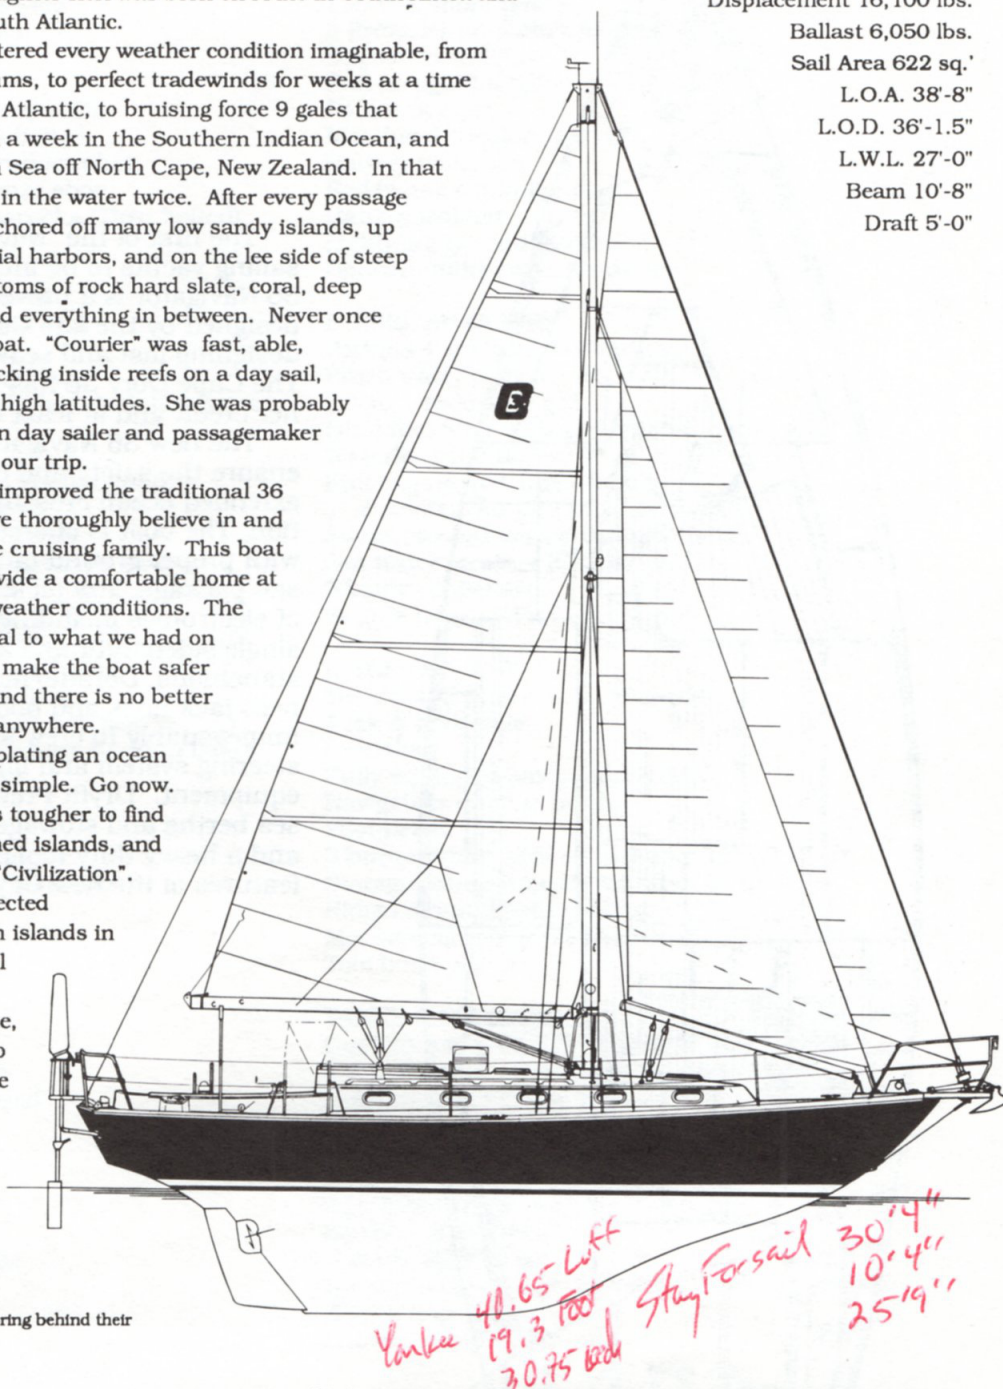 uth Atlantic.
tered every weather condition imaginable, from
ms, to perfect tradewinds for weeks at a time
Atlantic, to bruising force 9 gales that
a week in the Southern Indian Ocean, and
Sea off North Cape, New Zealand. In that
in the water twice. After every passage
chored off many low sandy islands, up
ial harbors, and on the lee side of steep
toms of rock hard slate, coral, deep
d everything in between. Never once
oat. "Courier" was fast, able,
cking inside reefs on a day sail,
high latitudes. She was probably
n day sailer and passagemaker
our trip.
improved the traditional 36
e thoroughly believe in and
e cruising family. This boat
vide a comfortable home at
weather conditions. The
al to what we had on
make the boat safer
nd there is no better
anywhere.
plating an ocean
simple. Go now.
s tougher to find
ned islands, and
"Civilization".
ected
n islands in
l
e,
o
e
ring behind their
Displacement 16,100 lbs.
Ballast 6,050 lbs.
Sail Area 622 sq.'
L.O.A. 38'-8"
L.O.D. 36'-1.5"
L.W.L. 27'-0"
Beam 10'-8"
Draft 5'-0"
Yankee 40.65 Luff
19.3 Foot
30.75
StayForsail 30'4"
10'4"
25'9"